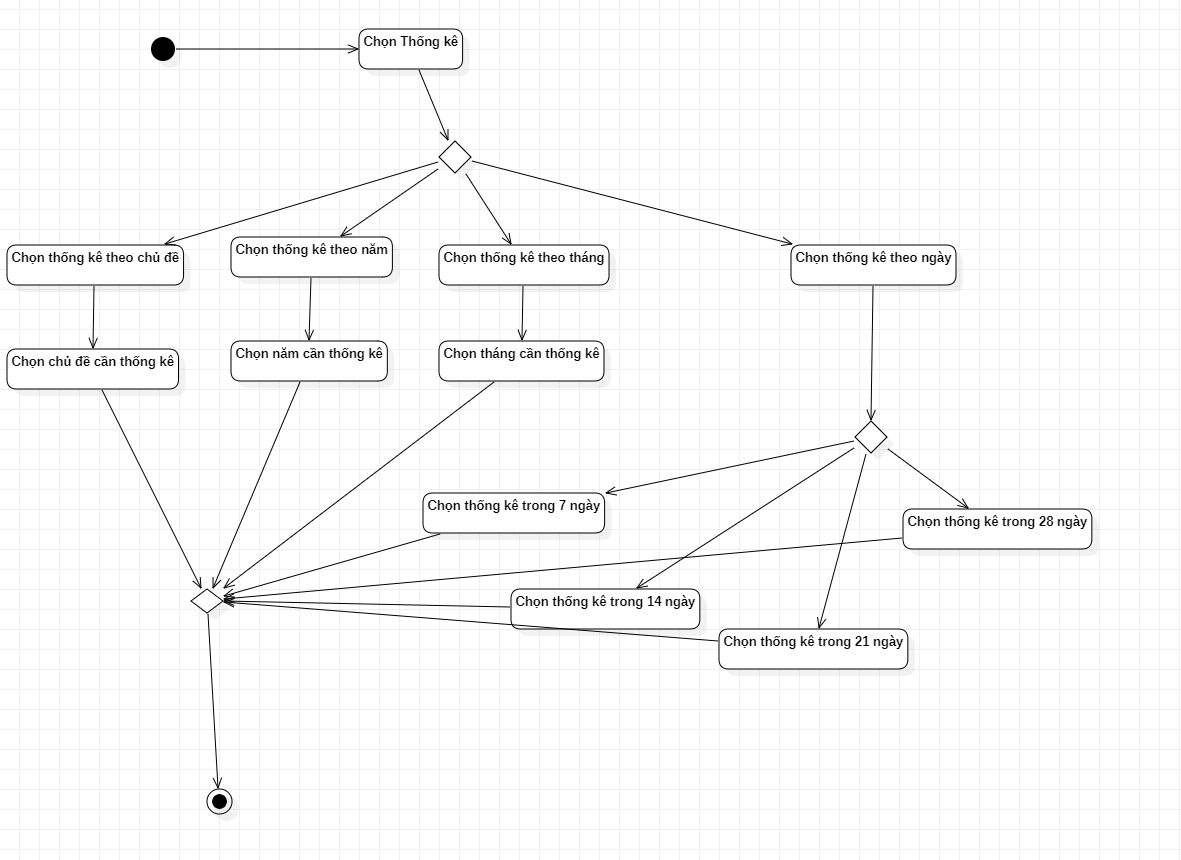 Chọn Thống kê
Chọn thống kê theo chủ đề
Chọn thống kê theo năm
Chọn thống kê theo tháng
Chọn thống kê theo ngày
Chọn chủ đề cần thống kê
Chọn năm cần thống kê
Chọn tháng cần thống kê
Chọn thống kê trong 7 ngày
Chọn thống kê trong 28 ngày
Chọn thống kê trong 14 ngày
Chọn thống kê trong 21 ngày